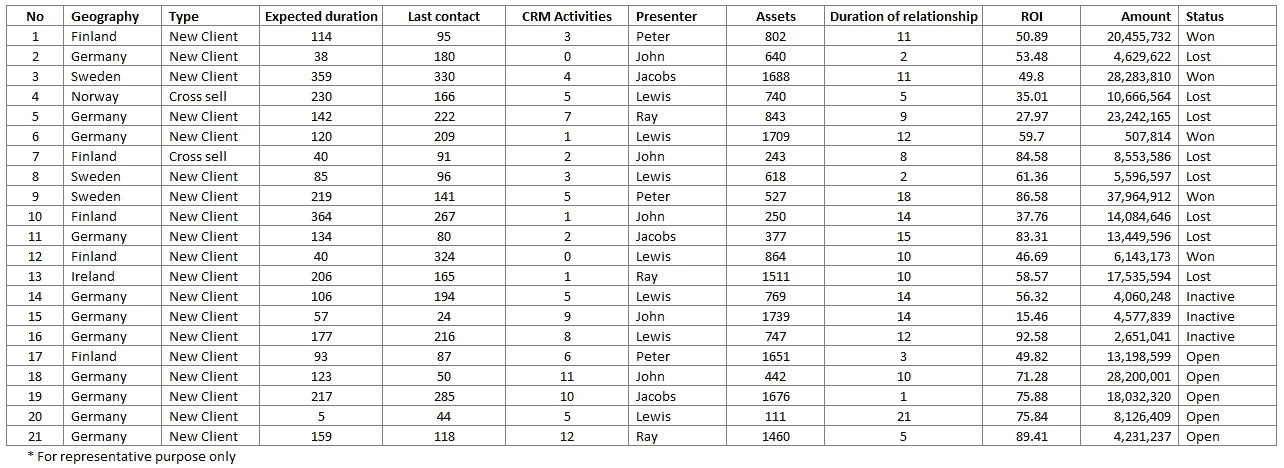 No Geography Type Expected duration Last contact CRM Activities Presenter Assets Duration of relationship ROI Amount Status
1 Finland New Client 114 95 3 Peter 802 11 50.89 20,455,732 Won
2 Germany New Client 38 180 0 John 640 2 53.48 4,629,622 Lost
3 Sweden New Client 359 330 4 Jacobs 1688 11 49.8 28,283,810 Won
4 Norway Cross sell 230 166 5 Lewis 740 5 35.01 10,666,564 Lost
5 Germany New Client 142 222 7 Ray 843 9 27.97 23,242,165 Lost
6 Germany New Client 120 209 1 Lewis 1709 12 59.7 507,814 Won
7 Finland Cross sell 40 91 2 John 243 8 84.58 8,553,586 Lost
8 Sweden New Client 85 96 3 Lewis 618 2 61.36 5,596,597 Lost
9 Sweden New Client 219 141 5 Peter 527 18 86.58 37,964,912 Won
10 Finland New Client 364 267 1 John 250 14 37.76 14,084,646 Lost
11 Germany New Client 134 80 2 Jacobs 377 15 83.31 13,449,596 Lost
12 Finland New Client 40 324 0 Lewis 864 10 46.69 6,143,173 Won
13 Ireland New Client 206 165 1 Ray 1511 10 58.57 17,535,594 Lost
14 Germany New Client 106 194 5 Lewis 769 14 56.32 4,060,248 Inactive
15 Germany New Client 57 24 9 John 1739 14 15.46 4,577,839 Inactive
16 Germany New Client 177 216 8 Lewis 747 12 92.58 2,651,041 Inactive
17 Finland New Client 93 87 6 Peter 1651 3 49.82 13,198,599 Open
18 Germany New Client 123 50 11 John 442 10 71.28 28,200,001 Open
19 Germany New Client 217 285 10 Jacobs 1676 1 75.88 18,032,320 Open
20 Germany New Client 5 44 5 Lewis 111 21 75.84 8,126,409 Open
21 Germany New Client 159 118 12 Ray 1460 5 89.41 4,231,237 Open
* For representative purpose only